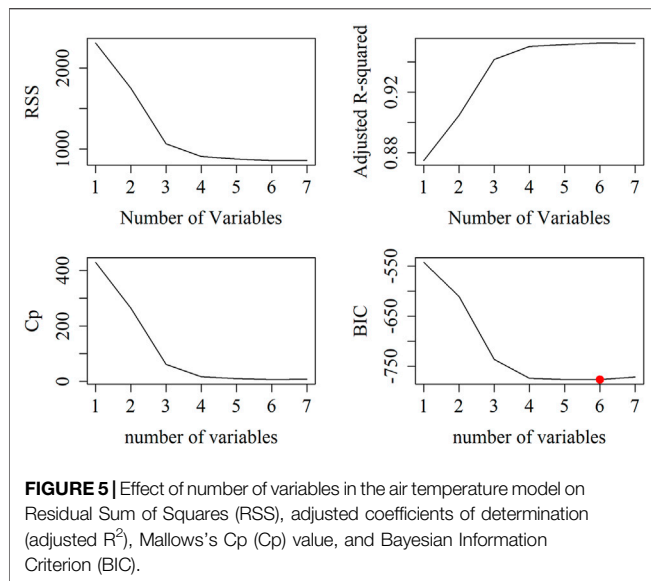 RSS
1000 2000
1 2 3 4 5 6 7
Number of Variables
Adjusted R-squared
0.88 0.92
1 2 3 4 5 6 7
Number of Variables
Cp
0 200 400
1 2 3 4 5 6 7
number of variables
BIC
-750 -650 -550
1 2 3 4 5 6 7
number of variables
FIGURE 5 | Effect of number of variables in the air temperature model on
Residual Sum of Squares (RSS), adjusted coefficients of determination
(adjusted R²), Mallows's Cp (Cp) value, and Bayesian Information
Criterion (BIC).